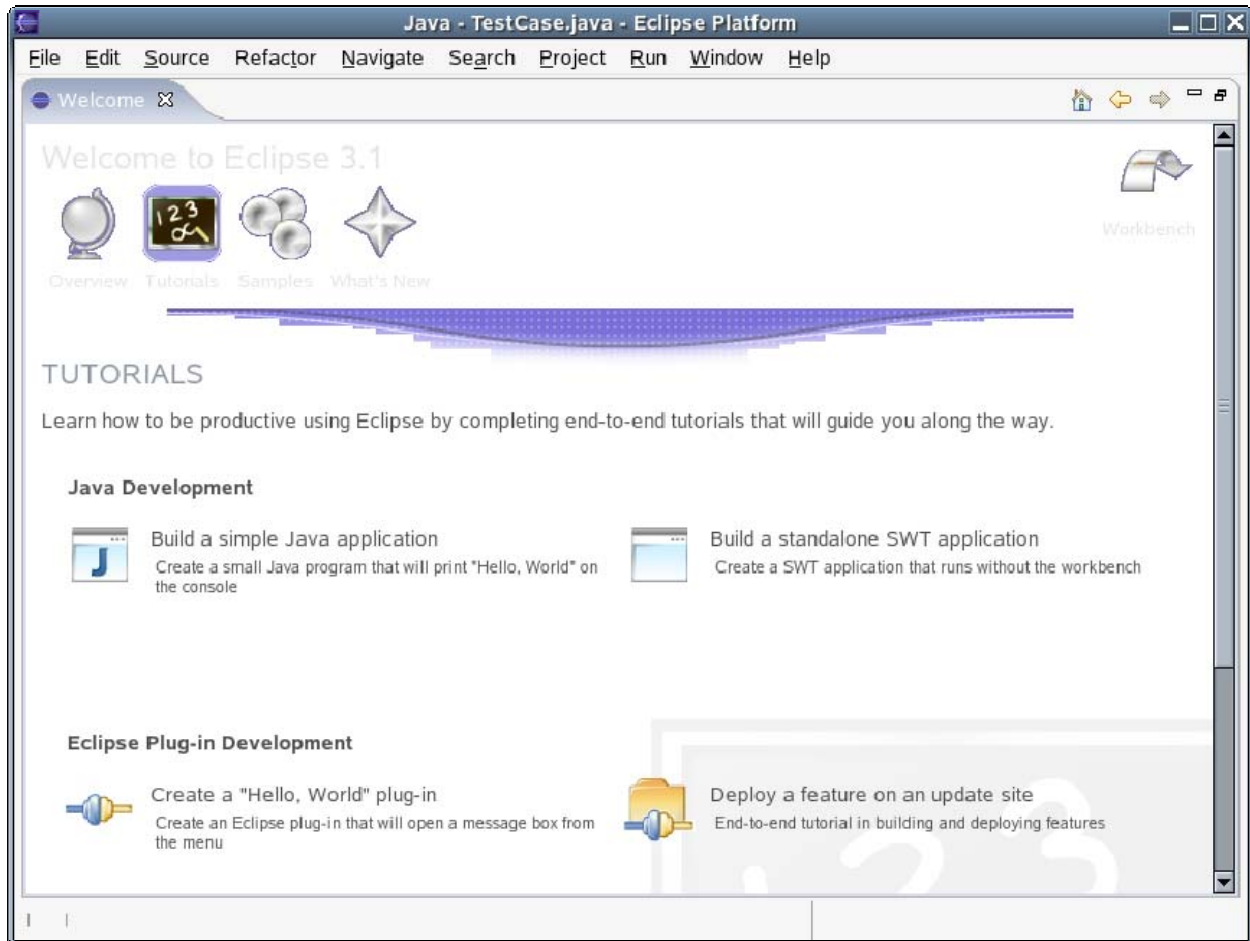 Java - TestCase.java - Eclipse Platform
File Edit Source Refactor Navigate Search Project Run Window Help
Welcome
Welcome to Eclipse 3.1
Overview Tutorials Samples What's New
Workbench
TUTORIALS
Learn how to be productive using Eclipse by completing end-to-end tutorials that will guide you along the way.
Java Development
Build a simple Java application
Create a small Java program that will print "Hello, World" on
the console
Build a standalone SWT application
Create a SWT application that runs without the workbench
Eclipse Plug-in Development
Create a "Hello, World" plug-in
Create an Eclipse plug-in that will open a message box from
the menu
Deploy a feature on an update site
End-to-end tutorial in building and deploying features
123